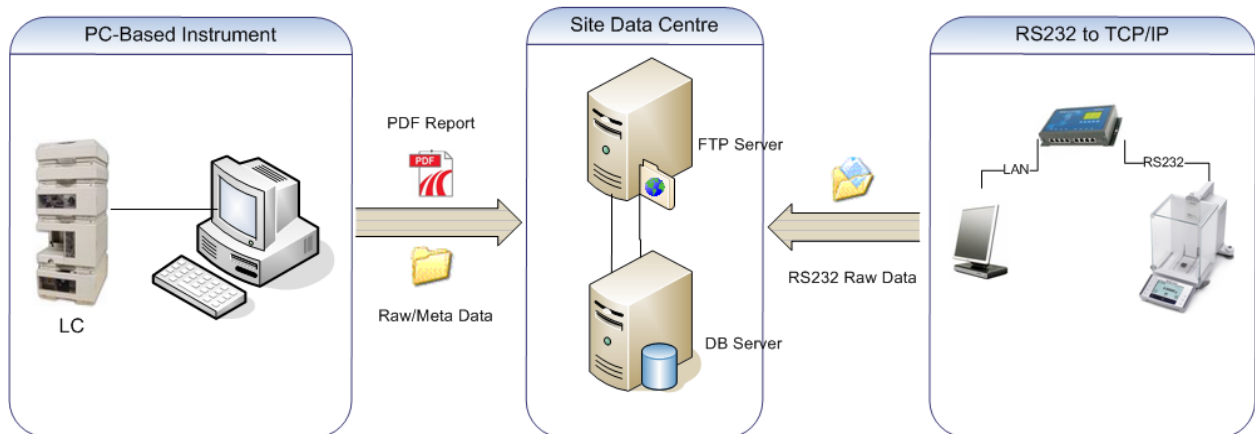 PC-Based Instrument
LC
PDF Report
PDF
Raw/Meta Data
Site Data Centre
FTP Server
DB Server
RS232 Raw Data
RS232 to TCP/IP
LAN
RS232